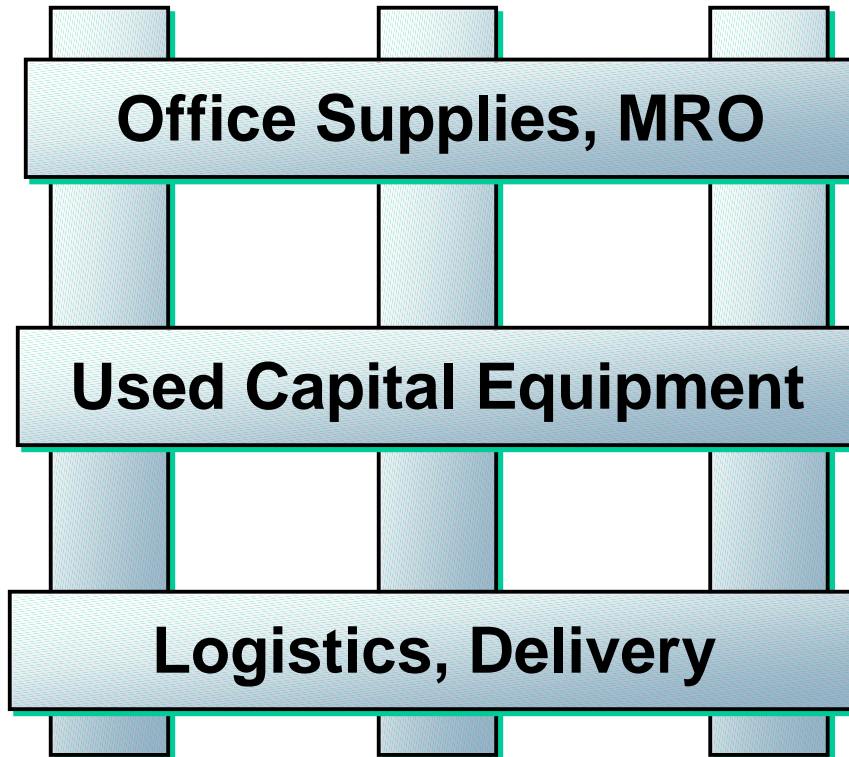 Office Supplies, MRO
Used Capital Equipment
Logistics, Delivery